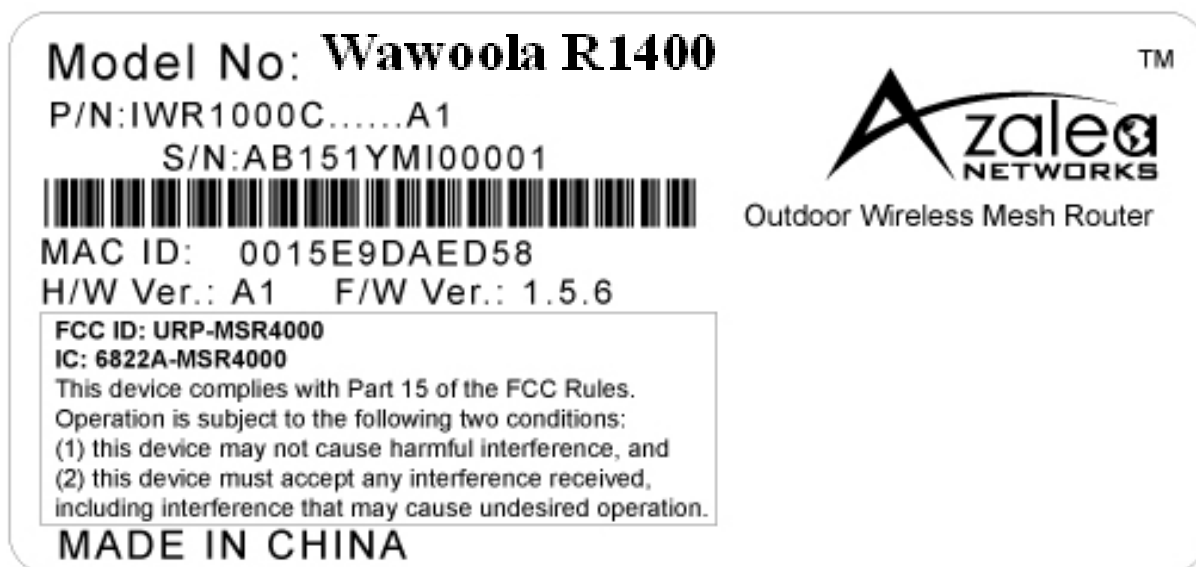 Model No: Wawoola R1400
P/N:IWR1000C......A1
S/N:AB151YMI00001
MAC ID: 0015E9DAED58
H/W Ver.: A1 F/W Ver.: 1.5.6
FCC ID: URP-MSR4000
IC: 6822A-MSR4000
This device complies with Part 15 of the FCC Rules.
Operation is subject to the following two conditions:
(1) this device may not cause harmful interference, and
(2) this device must accept any interference received,
including interference that may cause undesired operation.
MADE IN CHINA
TM
Azalea
NETWORKS
Outdoor Wireless Mesh Router